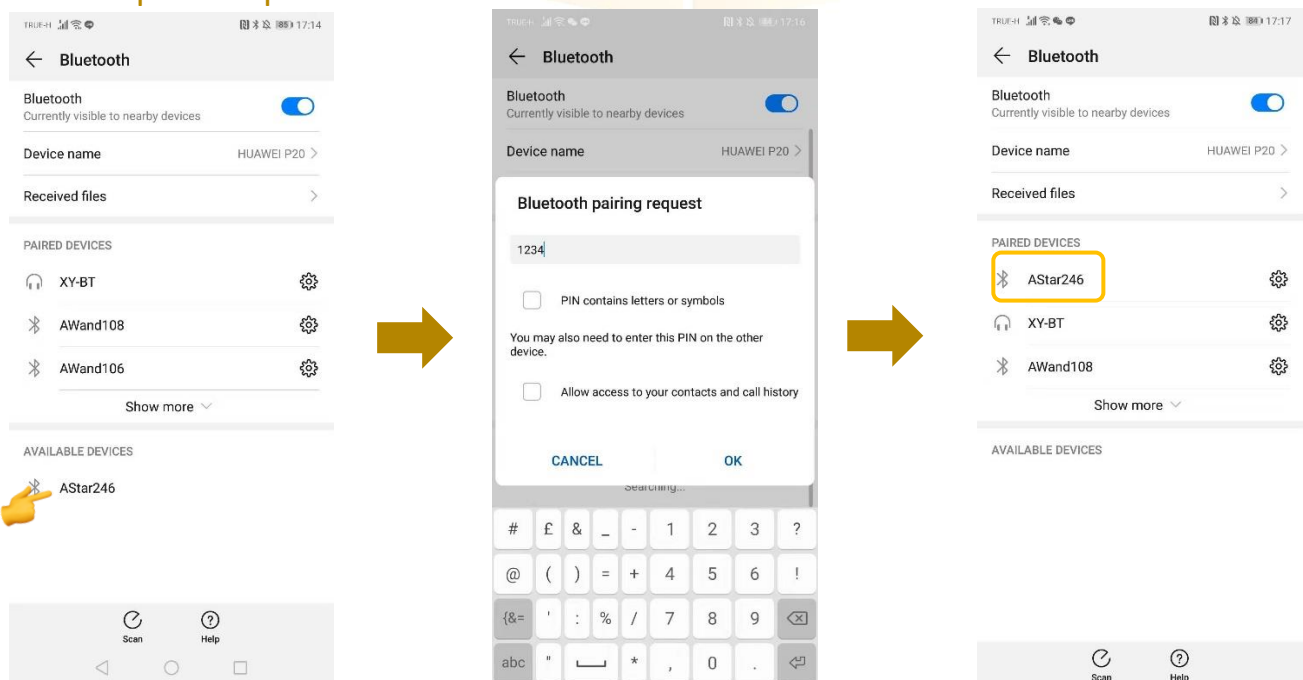 TRUE-H 85 17:14
Bluetooth
Bluetooth
Currently visible to nearby devices
Device name HUAWEI P20
Received files
PAIRED DEVICES
XY-BT
AWand108
AWand106
Show more
AVAILABLE DEVICES
AStar246
Scan Help
TRUE-H 17:16
Bluetooth
Bluetooth
Currently visible to nearby devices
Device name HUAWEI P20
Bluetooth pairing request
1234
PIN contains letters or symbols
You may also need to enter this PIN on the other
device.
Allow access to your contacts and call history
CANCEL OK
Searching...
# £ & _ - 1 2 3 ?
@ ( ) = + 4 5 6 !
{&= ' : % / 7 8 9
abc " * , 0 .
TRUE-H 17:17
Bluetooth
Bluetooth
Currently visible to nearby devices
Device name HUAWEI P20
Received files
PAIRED DEVICES
AStar246
XY-BT
AWand108
Show more
AVAILABLE DEVICES
Scan Help